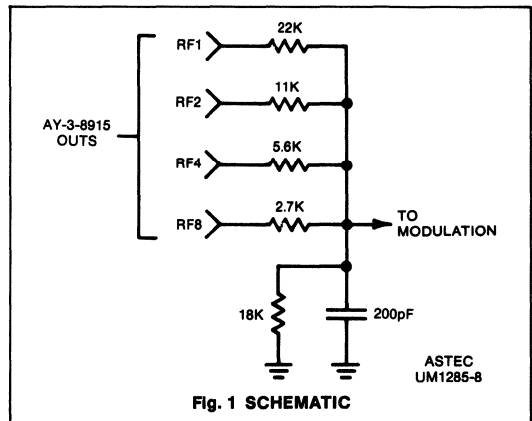 22K
RF1
11K
RF2
AY-3-8915
OUTS
5.6K
RF4
2.7K
RF8
TO
MODULATION
18K
200pF
ASTEC
UM1285-8
Fig. 1 SCHEMATIC